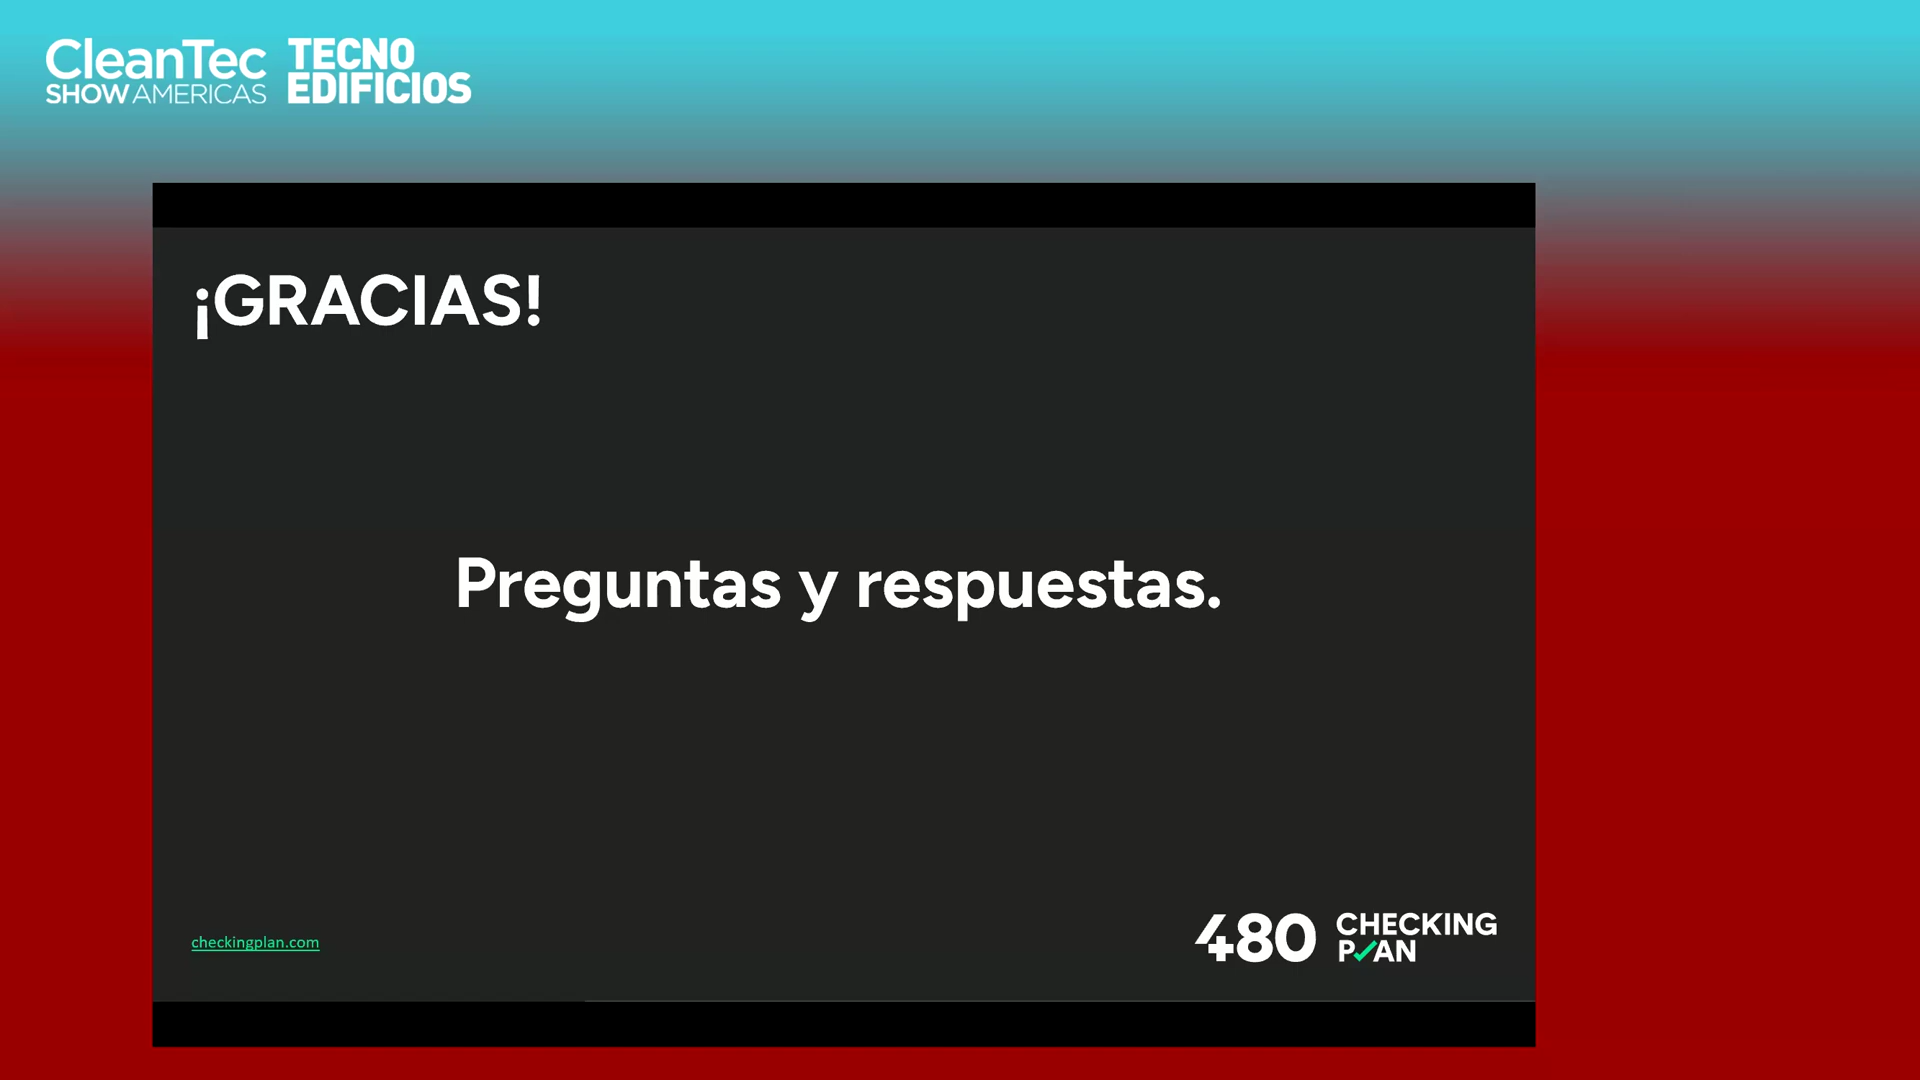 CleanTec
SHOW AMERICAS
TECNO
EDIFICIOS
¡GRACIAS!
Preguntas y respuestas.
checkingplan.com
480
CHECKING
PLAN